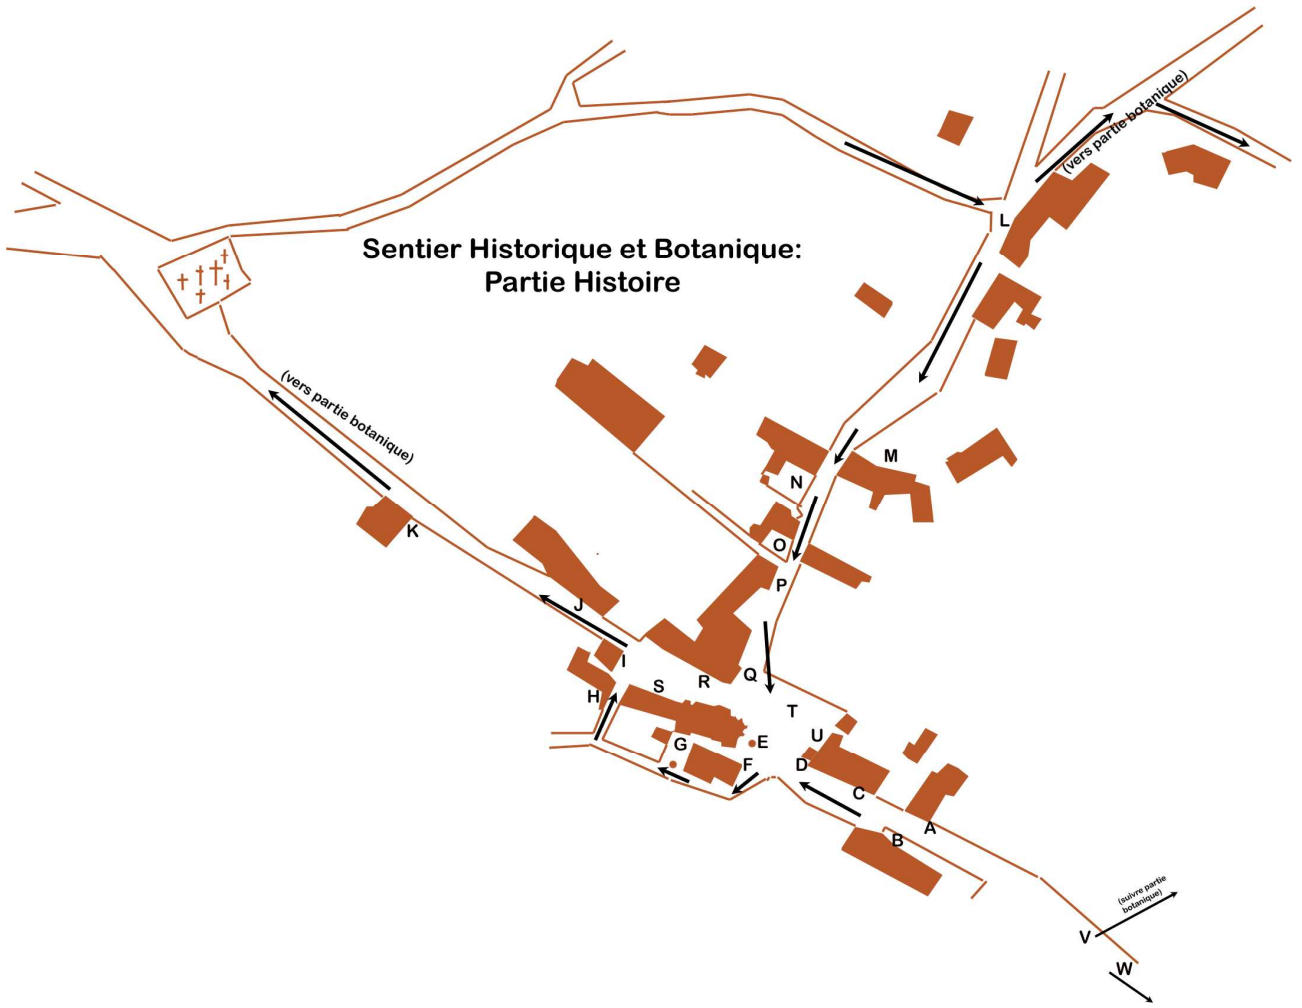 (vers partie botanique)
L
Sentier Historique et Botanique:
Partie Histoire
(vers partie botanique)
M
N
K
O
P
J
I
Q
R
S
H
T
U
E
G
F
D
C
A
B
(suivre partie
botanique)
V
W